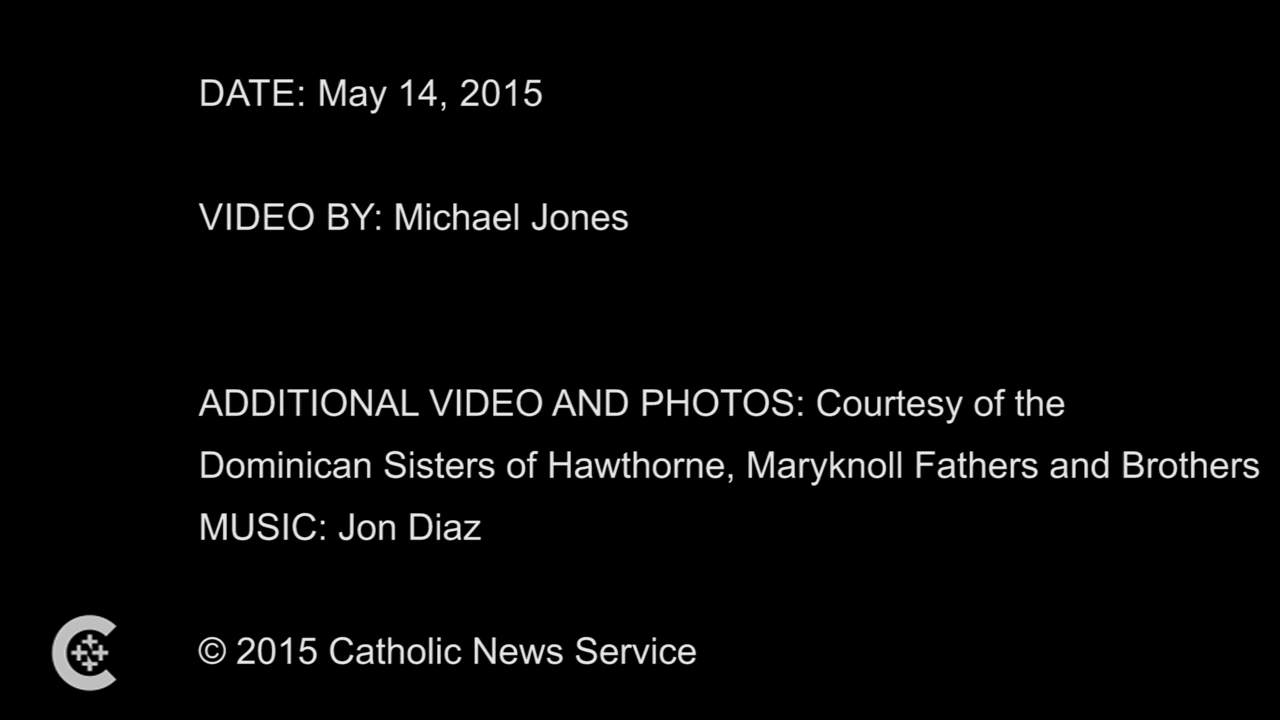 DATE: May 14, 2015
VIDEO BY: Michael Jones
ADDITIONAL VIDEO AND PHOTOS: Courtesy of the
Dominican Sisters of Hawthorne, Maryknoll Fathers and Brothers
MUSIC: Jon Diaz
© 2015 Catholic News Service